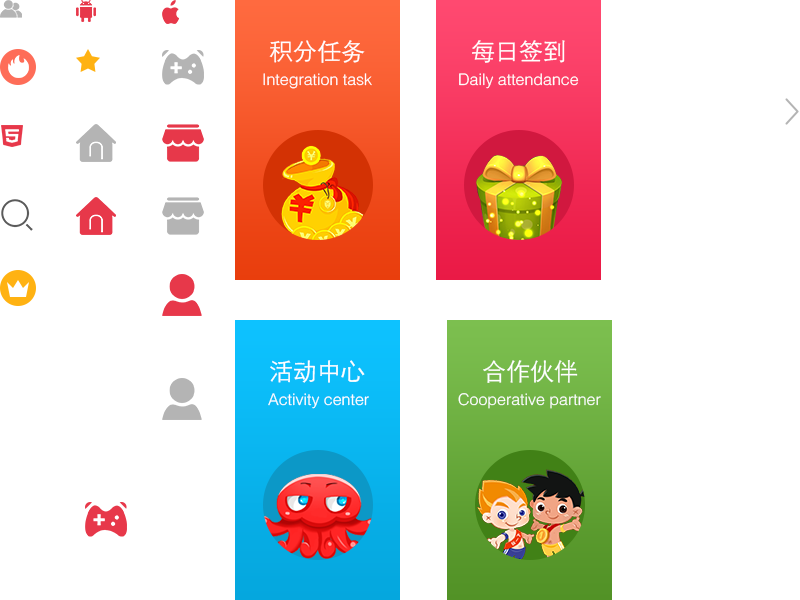 积分任务
Integration task
每日签到
Daily attendance
活动中心
Activity center
合作伙伴
Cooperative partner